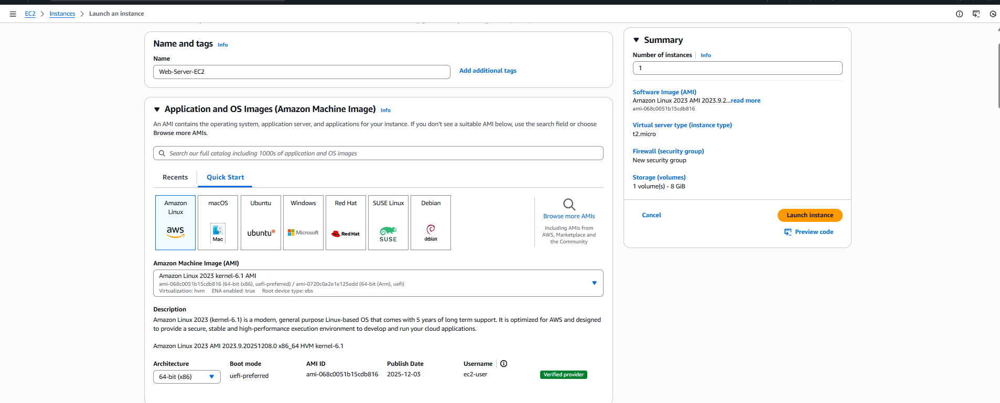 EC2 > Instances > Launch an instance
Name and tags Info
Name
Web-Server-EC2
Add additional tags
Application and OS Images (Amazon Machine Image) Info
An AMI contains the operating system, application server, and applications for your instance. If you don't see a suitable AMI below, use the search field or choose
Browse more AMIs.
Search our full catalog including 1000s of application and OS images
Recents
Quick Start
Amazon
Linux
aws
macOS
Mac
Ubuntu
ubuntu
Windows
Microsoft
Red Hat
Red Hat
SUSE Linux
SUSE
Debian
debian
Browse more AMIs
Including AMIs from
AWS, Marketplace and
the Community
Amazon Machine Image (AMI)
Amazon Linux 2023 kernel-6.1 AMI
ami-068c0051b15cdb816 (64-bit (x86), uefi-preferred) / ami-0720c0a2e1e125edd (64-bit (Arm), uefi)
Virtualization: hvm ENA enabled: true Root device type: ebs
Description
Amazon Linux 2023 (kernel-6.1) is a modern, general purpose Linux-based OS that comes with 5 years of long term support. It is optimized for AWS and designed
to provide a secure, stable and high-performance execution environment to develop and run your cloud applications.
Amazon Linux 2023 AMI 2023.9.20251208.0 x86_64 HVM kernel-6.1
Architecture
64-bit (x86)
Boot mode
uefi-preferred
AMI ID
ami-068c0051b15cdb816
Publish Date
2025-12-03
Username
ec2-user
Verified provider
Summary
Number of instances Info
1
Software Image (AMI)
Amazon Linux 2023 AMI 2023.9.2...read more
ami-068c0051b15cdb816
Virtual server type (instance type)
t2.micro
Firewall (security group)
New security group
Storage (volumes)
1 volume(s) - 8 GiB
Cancel
Launch instance
Preview code